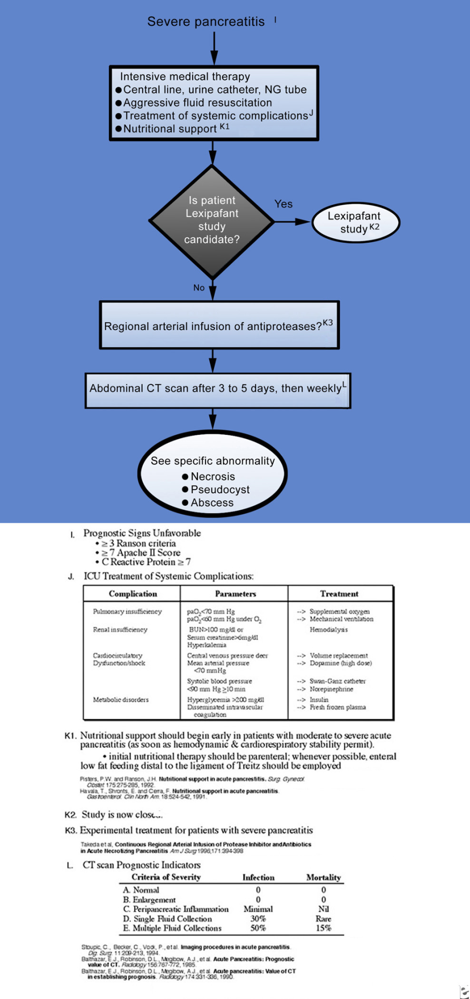 Severe pancreatitis I
Intensive medical therapy
●Central line, urine catheter, NG tube
●Aggressive fluid resuscitation
●Treatment of systemic complicationsJ
●Nutritional support K1
Is patient
Lexipafant
study
candidate?
Yes
Lexipafant
study K2
No
Regional arterial infusion of antiproteases?K3
Abdominal CT scan after 3 to 5 days, then weeklyL
See specific abnormality
● Necrosis
● Pseudocyst
● Abscess
I. Prognostic Signs Unfavorable
• ≥3 Ranson criteria
• ≥7 Apache II Score
• C Reactive Protein ≥7
J. ICU Treatment of Systemic Complications:
Complication Parameters Treatment
Pulmonary insufficiency paO2<70 mm Hg --> Supplemental oxygen
paO2<60 mm Hg under O2 --> Mechanical ventilation
Renal insufficiency BUN>100 mg/dl or Hemodialysis
Serum creatinine>6mg/dl
Hyperkalemia
Cardiocirculatory Central venous pressure decr --> Volume replacement
Dysfunction/shock Mean arterial pressure --> Dopamine (high dose)
<70 mmHg
Systolic blood pressure --> Swan-Ganz catheter
<90 mm Hg ≥10 min --> Norepinephrine
Metabolic disorders Hyperglycemia >200 mg/dl --> Insulin
Disseminated intravascular --> Fresh frozen plasma
coagulation
K1. Nutritional support should begin early in patients with moderate to severe acute
pancreatitis (as soon as hemodynamic & cardiorespiratory stability permit).
• initial nutritional therapy should be parenteral; whenever possible, enteral
low fat feeding distal to the ligament of Treitz should be employed
Pisters, P.W. and Ranson, J.H. Nutritional support in acute pancrestitis. Surg. Gynecol.
Obstet 175:275-285, 1992.
Havala, T., Shronts, E. and Cerra, F. Nutritional support in acute pancreatitis.
Gastroenterol. Clin North Am. 18:524-542, 1991.
K2. Study is now
K3. Experimental treatment for patients with severe pancreatitis
Takeda et al, Continuous Regional Arterial Infusion of Protease Inhibitor and Antibiotics
in Acute Necrotizing Pancreatitis Am J Surg 1996;171:394-398
L. CT scan Prognostic Indicators
Criteria of Severity Infection Mortality
A. Normal 0 0
B. Enlargement 0 0
C. Peripancreatic Inflammation Minimal Nil
D. Single Fluid Collection 30% Rare
E. Multiple Fluid Collections 50% 15%
C., Becker, C., P., et al. Imaging procedures in acute pancreatitis.
Dig. Surg. 11:209-213, 1994.
Balthazar, E.J., Robinson, D.L., Megibow, A.J., et al. Acute Pancreatitis: Prognostic
value of CT. Radiology 156:767-772, 1985.
Balthazar, E.J., Robinson, D.L., Megibow, A.J., et al. Acute pancreatitis: Value of CT
in establishing prognosis. Radiology 174:331-336, 1990.